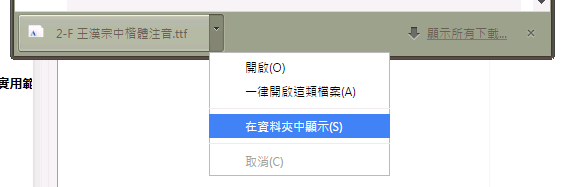 2-F 王漢宗中楷體注音.ttf
顯示所有下載...
開啟(O)
實用範
一律開啟這類檔案(A)
在資料夾中顯示(S)
取消(C)